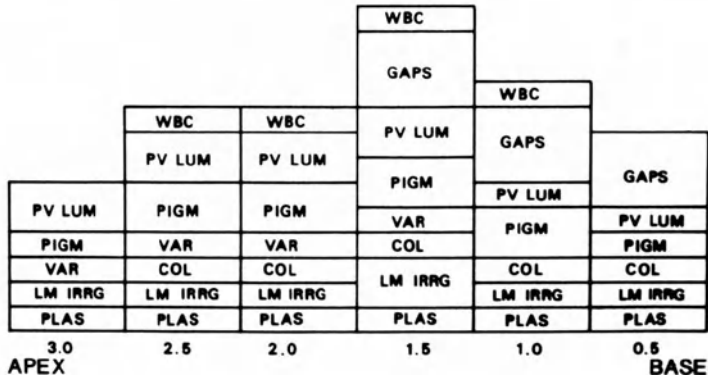 WBC
GAPS
WBC
WBC WBC
PV LUM GAPS
PV LUM PV LUM
GAPS
PIGM PV LUM
PV LUM PIGM PIGM VAR PV LUM
PIGM
PIGM VAR VAR COL PIGM
VAR COL COL LM IRRG COL COL
LM IRRG LM IRRG LM IRRG LM IRRG LM IRRG
PLAS PLAS PLAS PLAS PLAS PLAS
3.0 2.5 2.0 1.5 1.0 0.5
APEX BASE